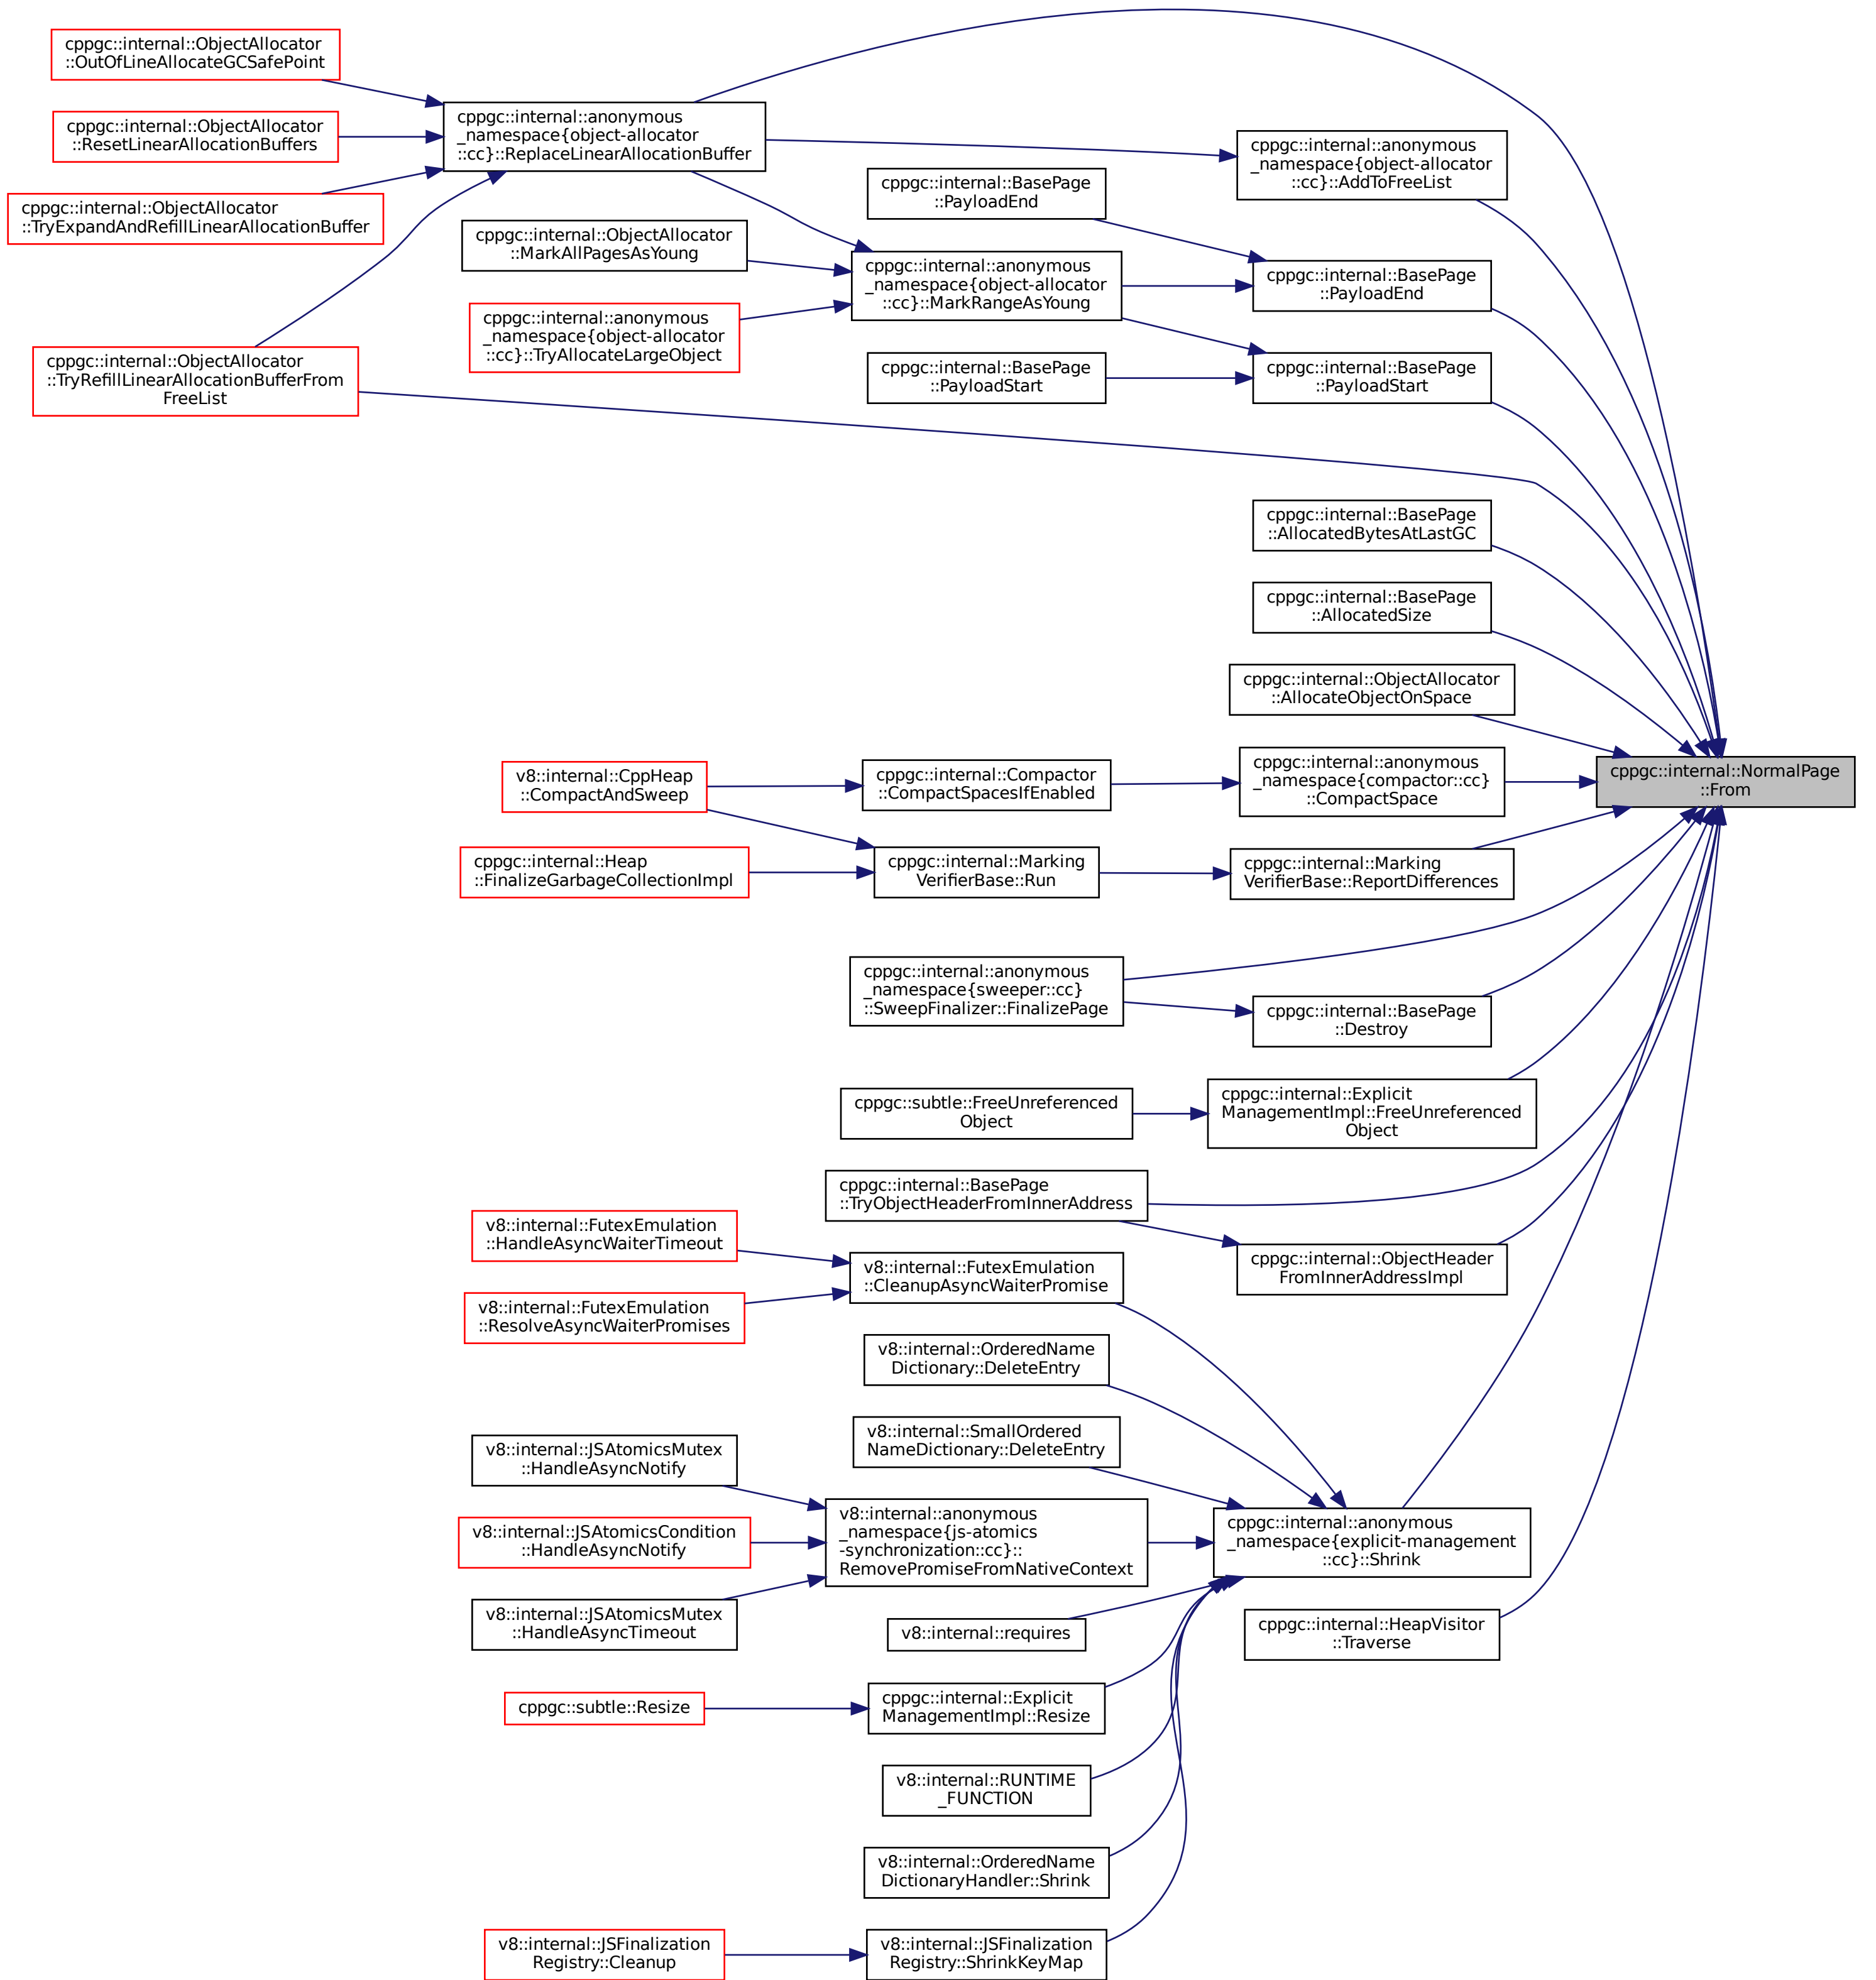 cppgc::internal::ObjectAllocator
::OutOfLineAllocateGCSafePoint
cppgc::internal::ObjectAllocator
::ResetLinearAllocationBuffers
cppgc::internal::ObjectAllocator
::TryExpandAndRefillLinearAllocationBuffer
cppgc::internal::ObjectAllocator
::TryRefillLinearAllocationBufferFrom
FreeList
cppgc::internal::anonymous
_namespace{object-allocator
::cc}::ReplaceLinearAllocationBuffer
cppgc::internal::ObjectAllocator
::MarkAllPagesAsYoung
cppgc::internal::anonymous
_namespace{object-allocator
::cc}::TryAllocateLargeObject
cppgc::internal::BasePage
::PayloadEnd
cppgc::internal::anonymous
_namespace{object-allocator
::cc}::MarkRangeAsYoung
cppgc::internal::BasePage
::PayloadStart
cppgc::internal::anonymous
_namespace{object-allocator
::cc}::AddToFreeList
cppgc::internal::BasePage
::PayloadEnd
cppgc::internal::BasePage
::PayloadStart
cppgc::internal::BasePage
::AllocatedBytesAtLastGC
cppgc::internal::BasePage
::AllocatedSize
cppgc::internal::ObjectAllocator
::AllocateObjectOnSpace
v8::internal::CppHeap
::CompactAndSweep
cppgc::internal::Compactor
::CompactSpacesIfEnabled
cppgc::internal::anonymous
_namespace{compactor::cc}
::CompactSpace
cppgc::internal::NormalPage
::From
cppgc::internal::Heap
::FinalizeGarbageCollectionImpl
cppgc::internal::Marking
VerifierBase::Run
cppgc::internal::Marking
VerifierBase::ReportDifferences
cppgc::internal::anonymous
_namespace{sweeper::cc}
::SweepFinalizer::FinalizePage
cppgc::internal::BasePage
::Destroy
cppgc::subtle::FreeUnreferenced
Object
cppgc::internal::Explicit
ManagementImpl::FreeUnreferenced
Object
cppgc::internal::BasePage
::TryObjectHeaderFromInnerAddress
cppgc::internal::ObjectHeader
FromInnerAddressImpl
v8::internal::FutexEmulation
::HandleAsyncWaiterTimeout
v8::internal::FutexEmulation
::ResolveAsyncWaiterPromises
v8::internal::FutexEmulation
::CleanupAsyncWaiterPromise
v8::internal::OrderedName
Dictionary::DeleteEntry
v8::internal::SmallOrdered
NameDictionary::DeleteEntry
v8::internal::JSAtomicsMutex
::HandleAsyncNotify
v8::internal::JSAtomicsCondition
::HandleAsyncNotify
v8::internal::JSAtomicsMutex
::HandleAsyncTimeout
v8::internal::anonymous
_namespace{js-atomics
-synchronization::cc}::
RemovePromiseFromNativeContext
cppgc::internal::anonymous
_namespace{explicit-management
::cc}::Shrink
v8::internal::requires
cppgc::internal::HeapVisitor
::Traverse
cppgc::subtle::Resize
cppgc::internal::Explicit
ManagementImpl::Resize
v8::internal::RUNTIME
_FUNCTION
v8::internal::OrderedName
DictionaryHandler::Shrink
v8::internal::JSFinalization
Registry::Cleanup
v8::internal::JSFinalization
Registry::ShrinkKeyMap